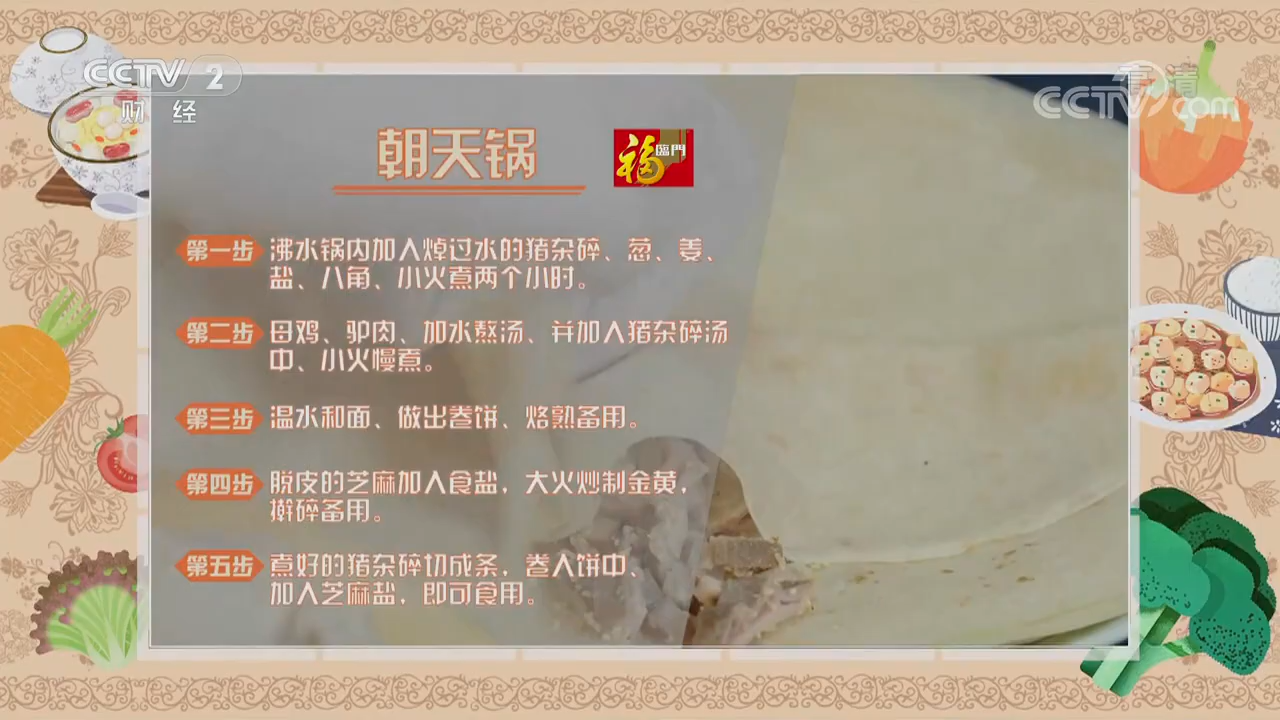 CCTV 2
财 经
高清
CCTV.com
朝天锅
福臨門
第一步 沸水锅内加入焯过水的猪杂碎、葱、姜、
盐、八角、小火煮两个小时。
第二步 母鸡、驴肉、加水熬汤、并加入猪杂碎汤
中、小火慢煮。
第三步 温水和面、做出卷饼、烙熟备用。
第四步 脱皮的芝麻加入食盐，大火炒制金黄，
擀碎备用。
第五步 煮好的猪杂碎切成条，卷入饼中、
加入芝麻盐，即可食用。